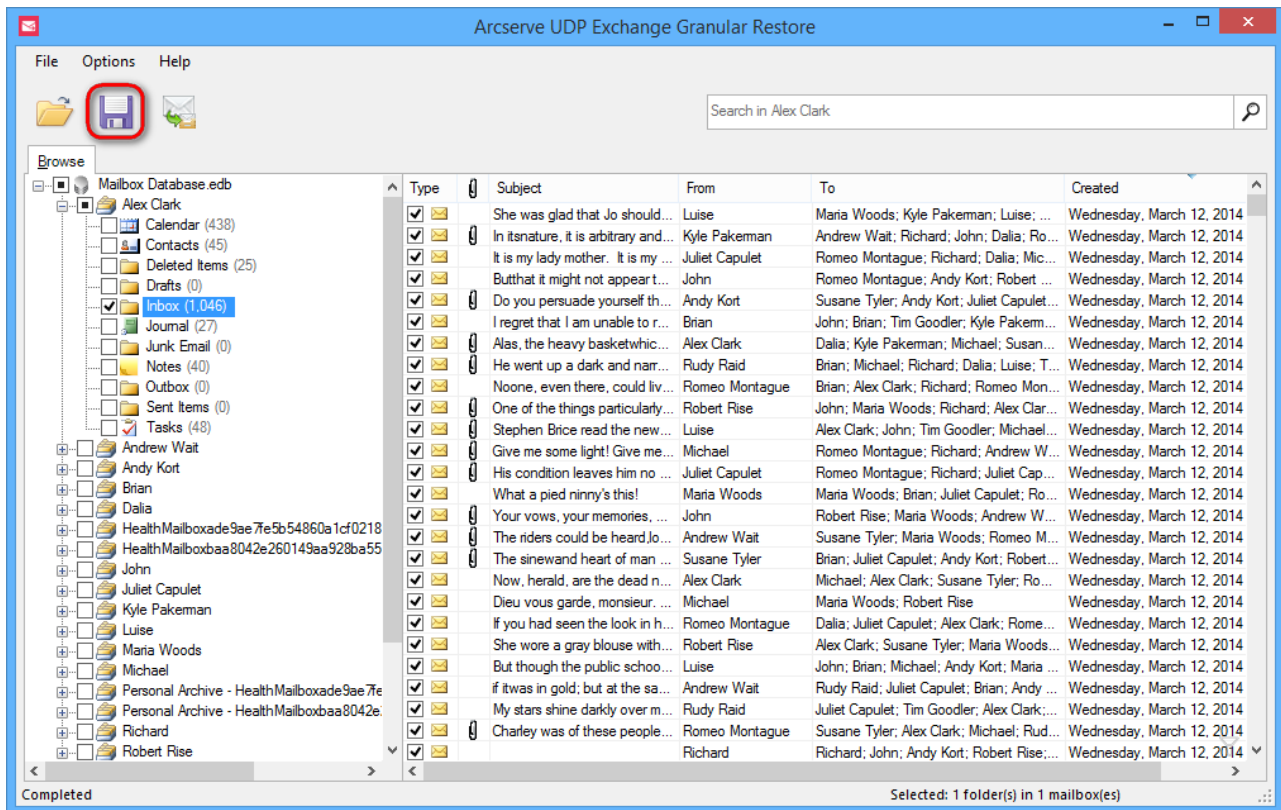 Arcserve UDP Exchange Granular Restore
File Options Help
Search in Alex Clark
Browse
Mailbox Database.edb
Alex Clark
Calendar (438)
Contacts (45)
Deleted Items (25)
Drafts (0)
Inbox (1,046)
Journal (27)
Junk Email (0)
Notes (40)
Outbox (0)
Sent Items (0)
Tasks (48)
Andrew Wait
Andy Kort
Brian
Dalia
HealthMailboxade9ae7fe5b54860a1cf0218
HealthMailboxbaa8042e260149aa928ba55
John
Juliet Capulet
Kyle Pakerman
Luise
Maria Woods
Michael
Personal Archive - HealthMailboxade9ae7fe
Personal Archive - HealthMailboxbaa8042e
Richard
Robert Rise
Type Subject From To Created
She was glad that Jo should... Luise Maria Woods; Kyle Pakerman; Luise; ... Wednesday, March 12, 2014
In itsnature, it is arbitrary and... Kyle Pakerman Andrew Wait; Richard; John; Dalia; Ro... Wednesday, March 12, 2014
It is my lady mother. It is my ... Juliet Capulet Romeo Montague; Richard; Dalia; Mic... Wednesday, March 12, 2014
Butthat it might not appear t... John Romeo Montague; Andy Kort; Robert ... Wednesday, March 12, 2014
Do you persuade yourself th... Andy Kort Susane Tyler; Andy Kort; Juliet Capulet... Wednesday, March 12, 2014
I regret that I am unable to r... Brian John; Brian; Tim Goodler; Kyle Pakerm... Wednesday, March 12, 2014
Alas, the heavy basketwhic... Alex Clark Dalia; Kyle Pakerman; Michael; Susan... Wednesday, March 12, 2014
He went up a dark and narr... Rudy Raid Brian; Michael; Richard; Dalia; Luise; T... Wednesday, March 12, 2014
Noone, even there, could liv... Romeo Montague Brian; Alex Clark; Richard; Romeo Mon... Wednesday, March 12, 2014
One of the things particularly... Robert Rise John; Maria Woods; Richard; Alex Clar... Wednesday, March 12, 2014
Stephen Brice read the new... Luise Alex Clark; John; Tim Goodler; Michael... Wednesday, March 12, 2014
Give me some light! Give me... Michael Romeo Montague; Richard; Andrew W... Wednesday, March 12, 2014
His condition leaves him no ... Juliet Capulet Romeo Montague; Richard; Juliet Cap... Wednesday, March 12, 2014
What a pied ninny's this! Maria Woods Maria Woods; Brian; Juliet Capulet; Ro... Wednesday, March 12, 2014
Your vows, your memories, ... John Robert Rise; Maria Woods; Andrew W... Wednesday, March 12, 2014
The riders could be heard,lo... Andrew Wait Susane Tyler; Maria Woods; Romeo M... Wednesday, March 12, 2014
The sinewand heart of man ... Susane Tyler Brian; Juliet Capulet; Andy Kort; Robert... Wednesday, March 12, 2014
Now, herald, are the dead n... Alex Clark Michael; Alex Clark; Susane Tyler; Ro... Wednesday, March 12, 2014
Dieu vous garde, monsieur. ... Michael Maria Woods; Robert Rise Wednesday, March 12, 2014
If you had seen the look in h... Romeo Montague Dalia; Juliet Capulet; Alex Clark; Rome... Wednesday, March 12, 2014
She wore a gray blouse with... Robert Rise Alex Clark; Susane Tyler; Maria Woods... Wednesday, March 12, 2014
But though the public schoo... Luise John; Brian; Michael; Andy Kort; Maria ... Wednesday, March 12, 2014
if itwas in gold; but at the sa... Andrew Wait Rudy Raid; Juliet Capulet; Brian; Andy ... Wednesday, March 12, 2014
My stars shine darkly over m... Rudy Raid Juliet Capulet; Tim Goodler; Alex Clark;... Wednesday, March 12, 2014
Charley was of these people... Romeo Montague Susane Tyler; Alex Clark; Michael; Rud... Wednesday, March 12, 2014
Richard Richard; John; Andy Kort; Robert Rise;... Wednesday, March 12, 2014
Completed Selected: 1 folder(s) in 1 mailbox(es)